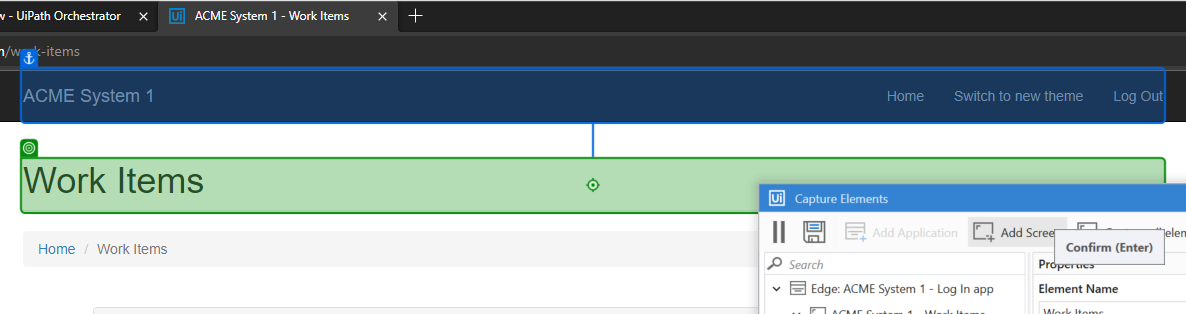 - UiPath Orchestrator
Ui ACME System 1 - Work Items
/work-items
ACME System 1 Home Switch to new theme Log Out
Work Items
Ui Capture Elements
Add Application Add Scree
Confirm (Enter)
Home / Work Items
Search
Properties
Edge: ACME System 1 - Log In app
Element Name
ACME System 1 - Work Items
Work Items